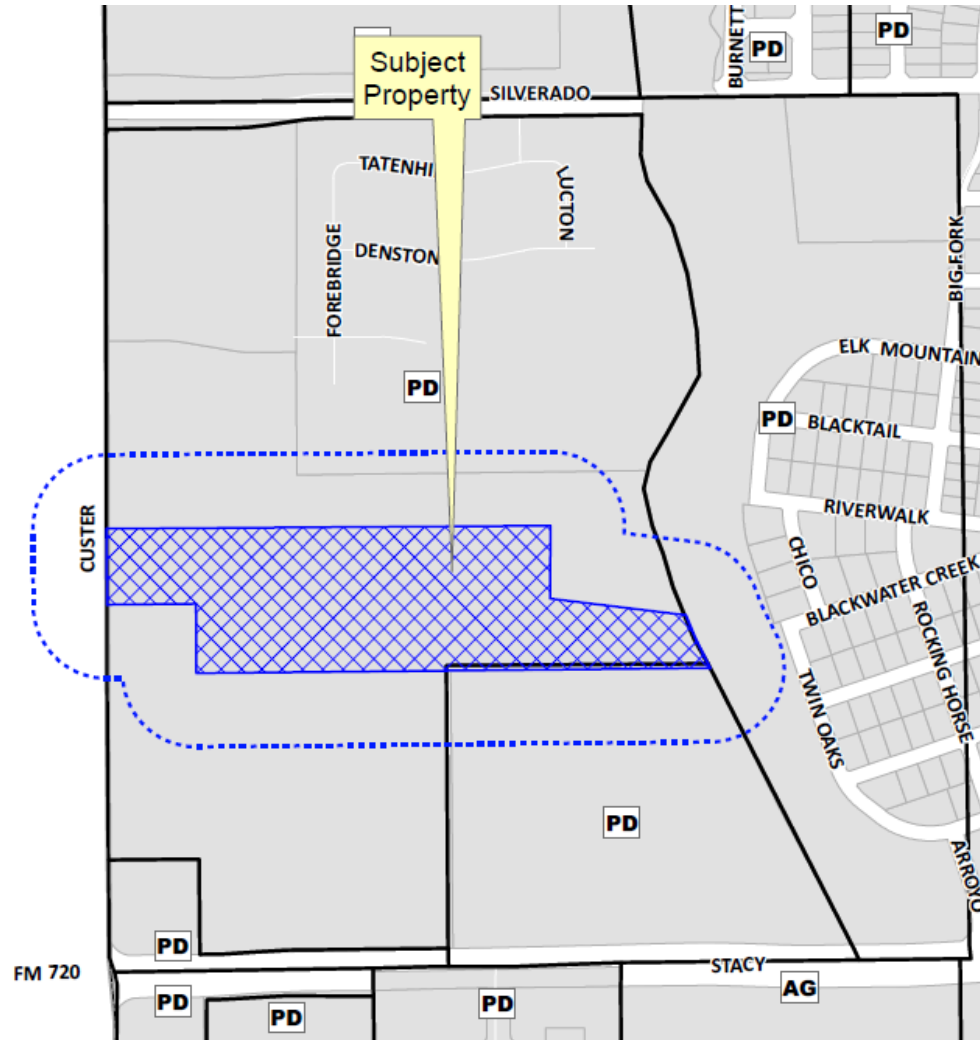 BURNETT
PD
PD
Subject
Property
SILVERADO
TATENHI
LUCTON
FOREBRIDGE
DENSTON
BIG FORK
ELK MOUNTAIN
PD
PD
BLACKTAIL
CUSTER
RIVERWALK
CHICO
BLACKWATER CREEK
ROCKING HORSE
TWIN OAKS
PD
ARROYO
PD
FM 720
STACY
PD
PD
PD
AG